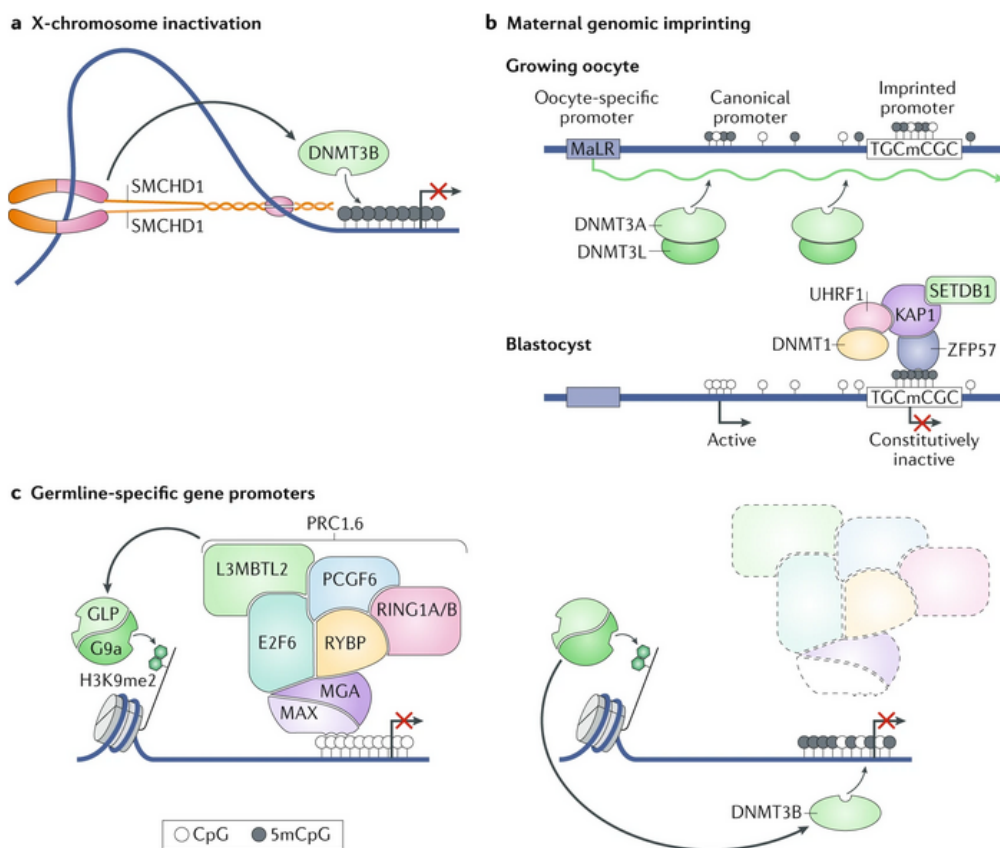 a X-chromosome inactivation
DNMT3B
SMCHD1
SMCHD1
b Maternal genomic imprinting
Growing oocyte
Oocyte-specific
promoter
Canonical
promoter
Imprinted
promoter
MaLR
TGCmCGC
DNMT3A
DNMT3L
Blastocyst
UHRF1
KAP1
SETDB1
DNMT1
ZFP57
TGCmCGC
Active
Constitutively
inactive
c Germline-specific gene promoters
PRC1.6
L3MBTL2
PCGF6
RING1A/B
GLP
G9a
E2F6
RYBP
H3K9me2
MGA
MAX
DNMT3B
CpG
5mCpG